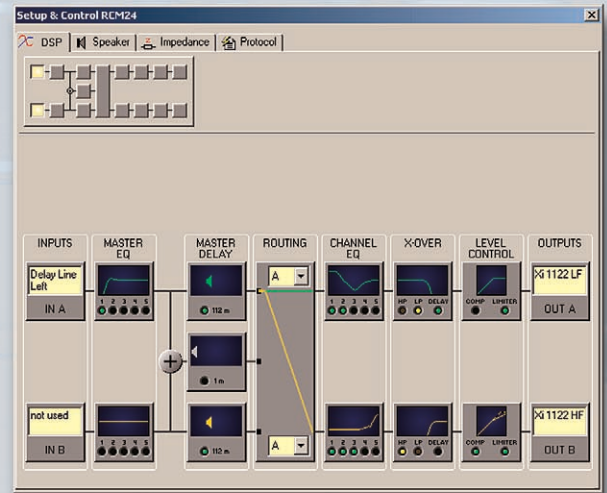 Setup & Control RCM24
DSP Speaker Impedance Protocol
INPUTS MASTER EQ MASTER DELAY ROUTING CHANNEL EQ X-OVER LEVEL CONTROL OUTPUTS
Delay Line Left
IN A
1 2 3 4 5
112 m
A
1 2 3 4 5
HP LP DELAY
COMP LIMITER
Xi 1122 LF
OUT A
1 m
not used
IN B
1 2 3 4 5
112 m
A
1 2 3 4 5
HP LP DELAY
COMP LIMITER
Xi 1122 HF
OUT B